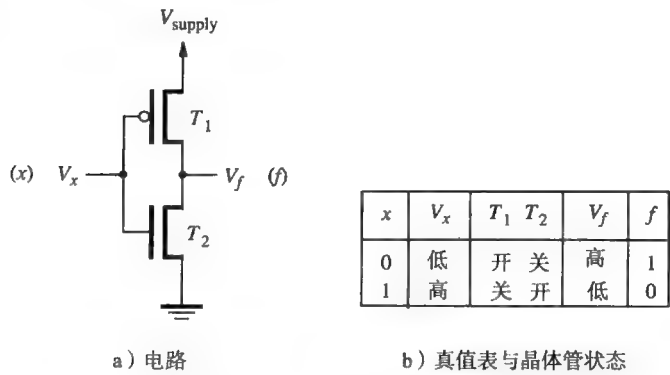 V_supply
T_1
(x) V_x V_f (f)
T_2
x V_x T_1 T_2 V_f f
0 低 开 关 高 1
1 高 关 开 低 0
a）电路
b）真值表与晶体管状态